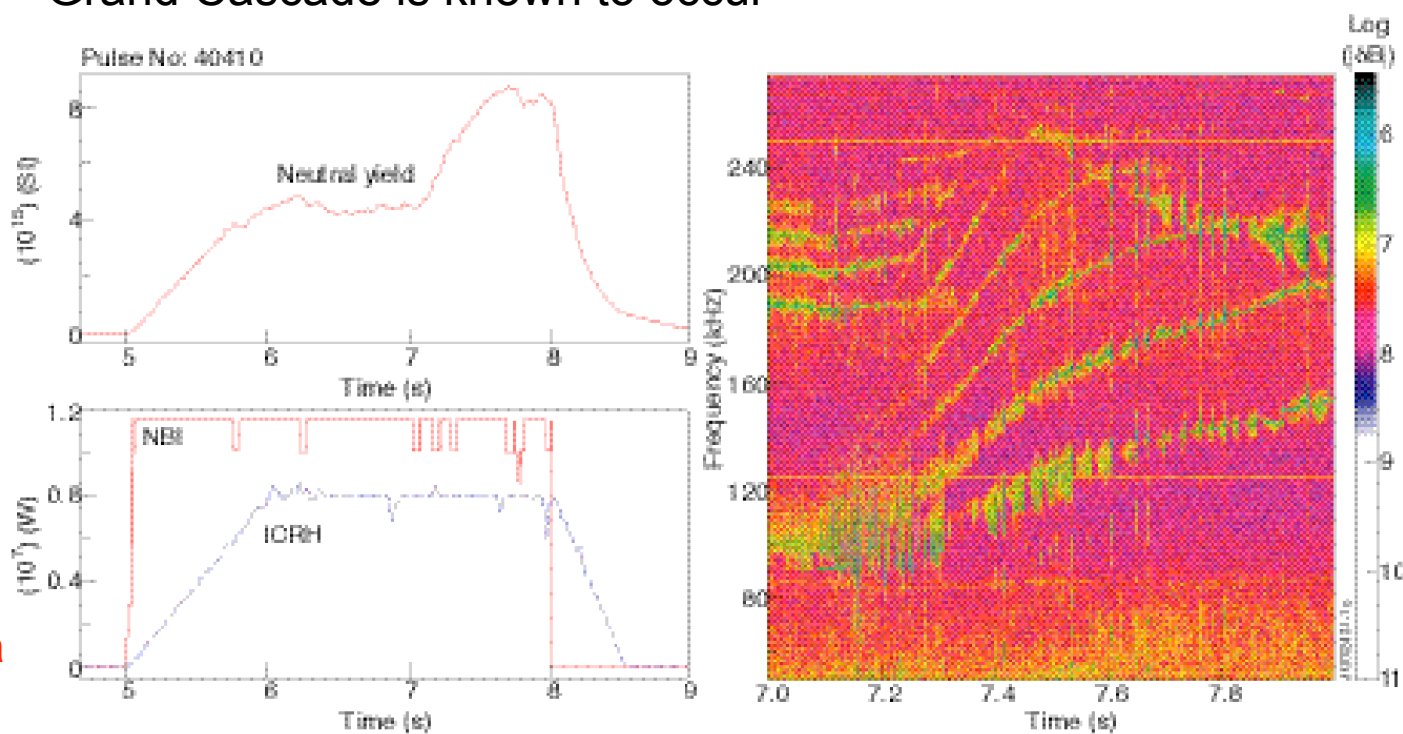 Grand Cascade is known to occur
Pulse No: 40410
8
4
0
(10¹⁵) (SI)
Neutral yield
5 6 7 8 9
Time (s)
1.2
0.8
0.4
0
(10⁷) (W)
NBI
ICRH
5 6 7 8 9
Time (s)
240
200
160
120
80
Frequency (kHz)
7.0 7.2 7.4 7.6 7.8
Time (s)
Log
(|δB|)
-6
-7
-8
-9
-10
-11